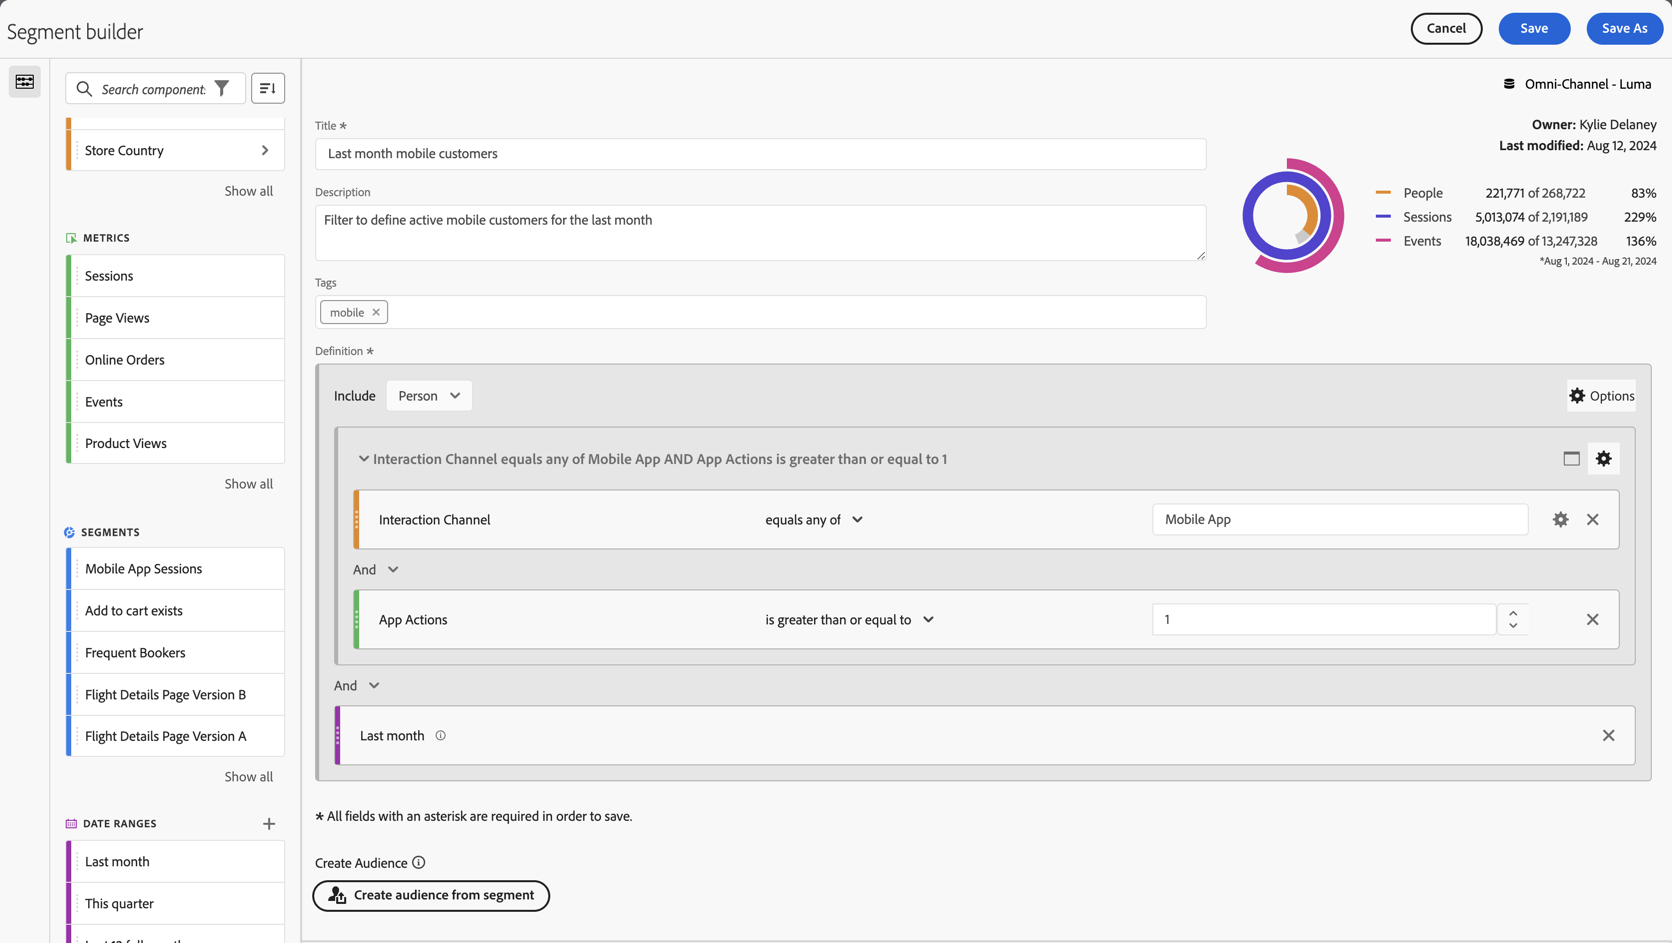 Segment builder
Cancel
Save
Save As
Search component
Store Country
Show all
METRICS
Sessions
Page Views
Online Orders
Events
Product Views
Show all
SEGMENTS
Mobile App Sessions
Add to cart exists
Frequent Bookers
Flight Details Page Version B
Flight Details Page Version A
Show all
DATE RANGES
Last month
This quarter
Omni-Channel - Luma
Owner: Kylie Delaney
Last modified: Aug 12, 2024
Title *
Last month mobile customers
Description
Filter to define active mobile customers for the last month
Tags
mobile
People 221,771 of 268,722 83%
Sessions 5,013,074 of 2,191,189 229%
Events 18,038,469 of 13,247,328 136%
*Aug 1, 2024 - Aug 21, 2024
Definition *
Include Person
Options
Interaction Channel equals any of Mobile App AND App Actions is greater than or equal to 1
Interaction Channel equals any of Mobile App
And
App Actions is greater than or equal to 1
And
Last month
* All fields with an asterisk are required in order to save.
Create Audience
Create audience from segment